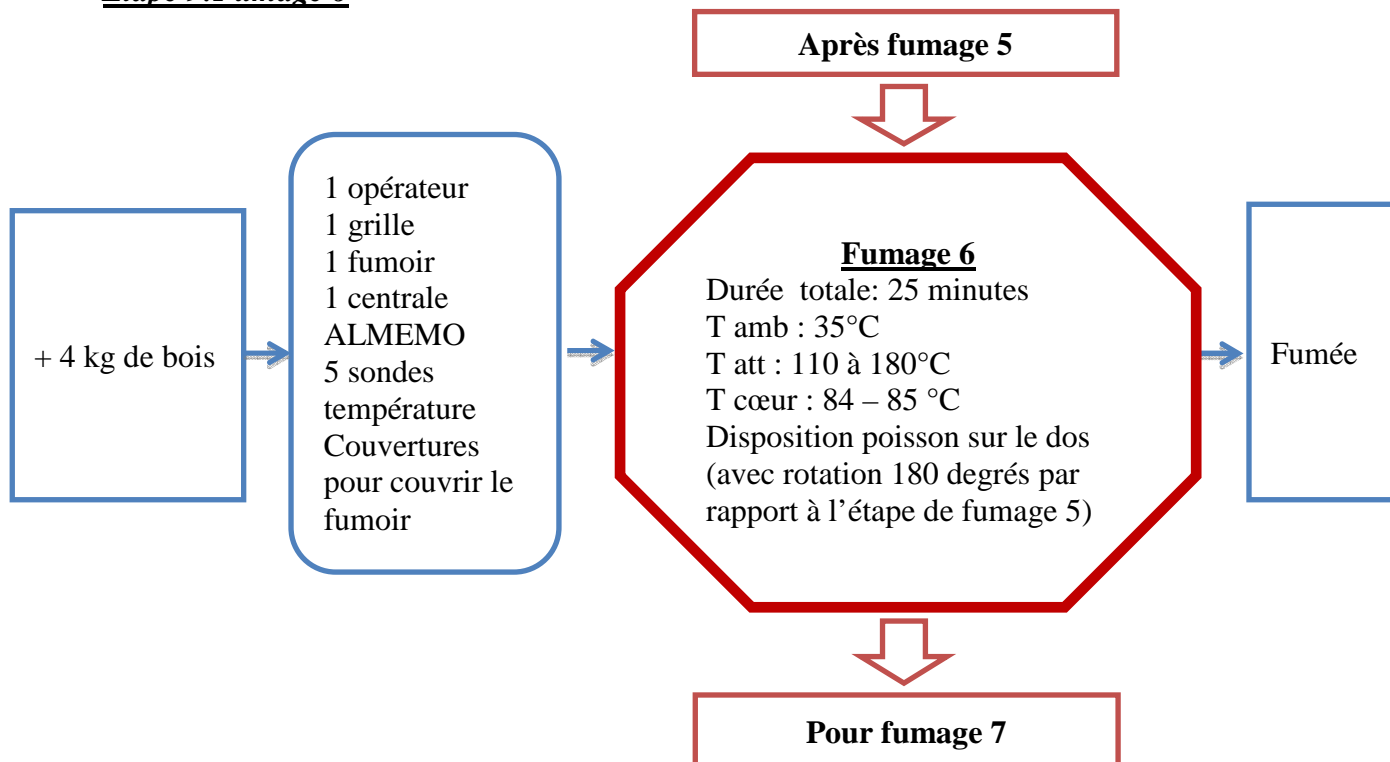 Après fumage 5
+ 4 kg de bois
1 opérateur
1 grille
1 fumoir
1 centrale
ALMEMO
5 sondes
température
Couvertures
pour couvrir le
fumoir
Fumage 6
Durée totale: 25 minutes
T amb : 35°C
T att : 110 à 180°C
T cœur : 84 – 85 °C
Disposition poisson sur le dos
(avec rotation 180 degrés par
rapport à l’étape de fumage 5)
Fumée
Pour fumage 7